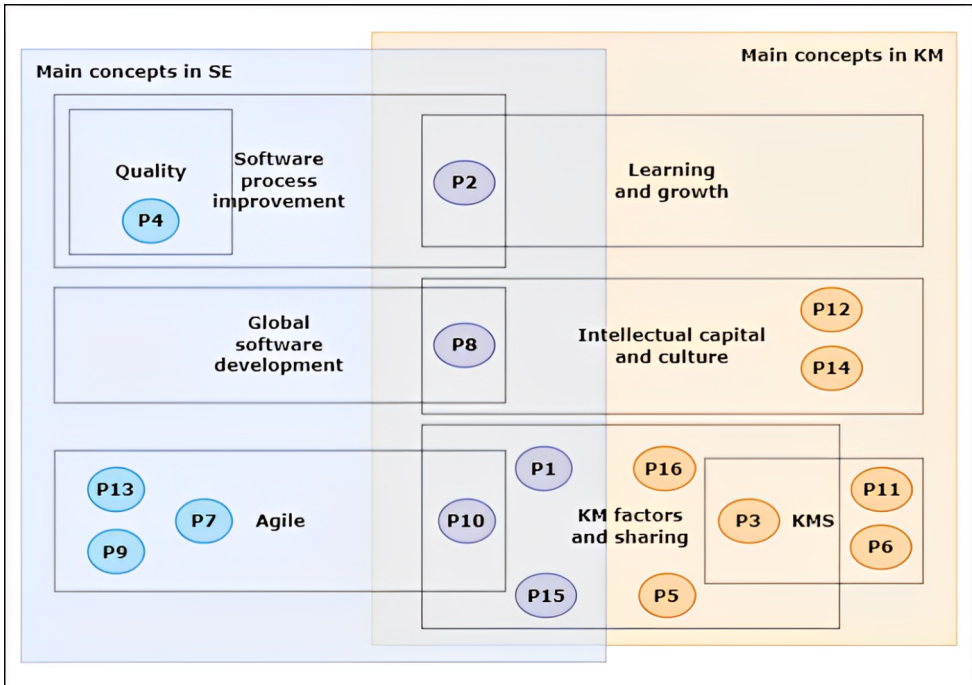 Main concepts in SE
Main concepts in KM
Quality
P4
Software
process
improvement
P2
Learning
and growth
Global
software
development
P8
Intellectual capital
and culture
P12
P14
P13
P9
P7
Agile
P10
P1
P15
P16
KM factors
and sharing
P5
P3
KMS
P11
P6